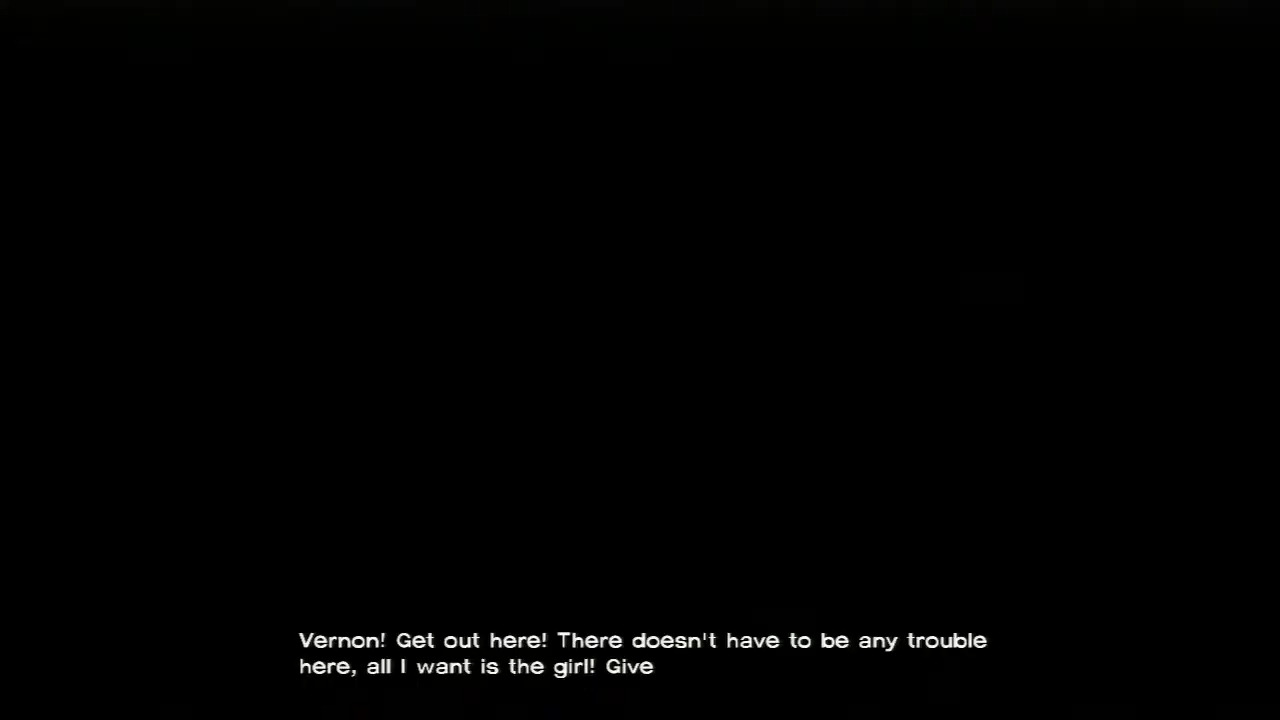 Vernon! Get out here! There doesn't have to be any trouble
here, all I want is the girl! Give